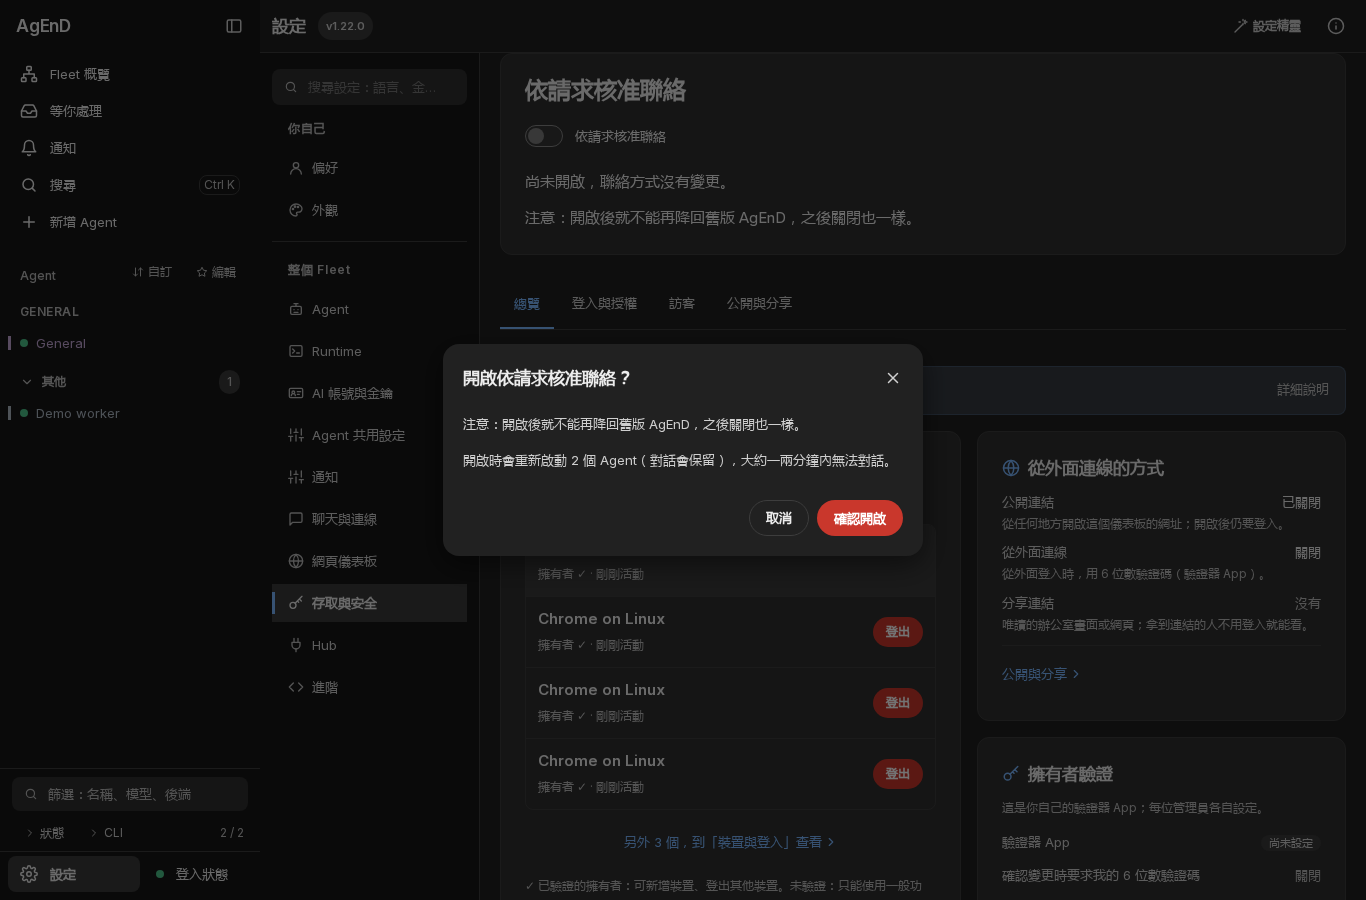 AgEnD
Fleet 概覽
等你處理
通知
搜尋
Ctrl K
新增 Agent
Agent
自訂
編輯
GENERAL
General
其他
1
Demo worker
篩選：名稱、模型、後端
狀態
CLI
2 / 2
設定
登入狀態
設定
v1.22.0
設定精靈
搜尋設定：語言、金…
你自己
偏好
外觀
整個 Fleet
Agent
Runtime
AI 帳號與金鑰
Agent 共用設定
通知
聊天與連線
網頁儀表板
存取與安全
Hub
進階
依請求核准聯絡
依請求核准聯絡
尚未開啟，聯絡方式沒有變更。
注意：開啟後就不能再降回舊版 AgEnD，之後關閉也一樣。
總覽
登入與授權
訪客
公開與分享
詳細說明
開啟依請求核准聯絡？
注意：開啟後就不能再降回舊版 AgEnD，之後關閉也一樣。
開啟時會重新啟動 2 個 Agent（對話會保留），大約一兩分鐘內無法對話。
取消
確認開啟
擁有者 ✓ · 剛剛活動
Chrome on Linux
擁有者 ✓ · 剛剛活動
登出
Chrome on Linux
擁有者 ✓ · 剛剛活動
登出
Chrome on Linux
擁有者 ✓ · 剛剛活動
登出
另外 3 個，到「裝置與登入」查看
✓ 已驗證的擁有者：可新增裝置、登出其他裝置。未驗證：只能使用一般功
從外面連線的方式
公開連結
已關閉
從任何地方開啟這個儀表板的網址；開啟後仍要登入。
從外面連線
關閉
從外面登入時，用 6 位數驗證碼（驗證器 App）。
分享連結
沒有
唯讀的辦公室畫面或網頁；拿到連結的人不用登入就能看。
公開與分享
擁有者驗證
這是你自己的驗證器 App；每位管理員各自設定。
驗證器 App
尚未設定
確認變更時要求我的 6 位數驗證碼
關閉